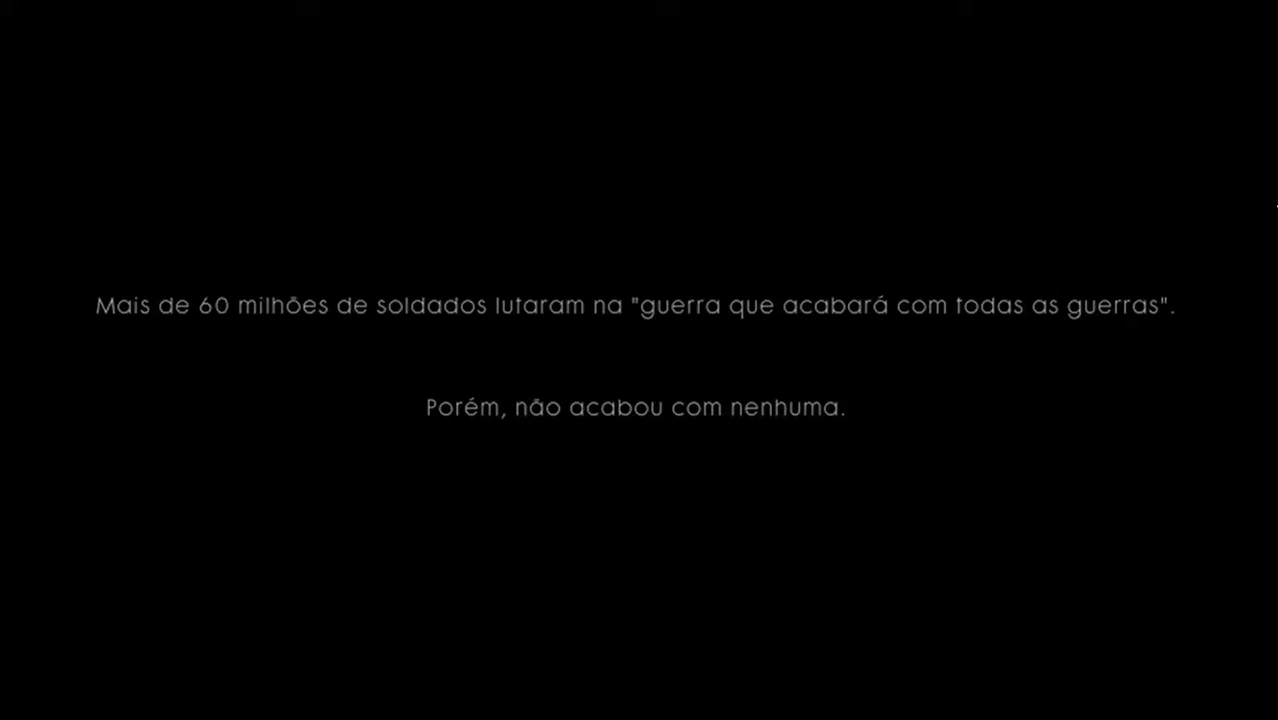 Mais de 60 milhões de soldados lutaram na "guerra que acabará com todas as guerras".
Porém, não acabou com nenhuma.